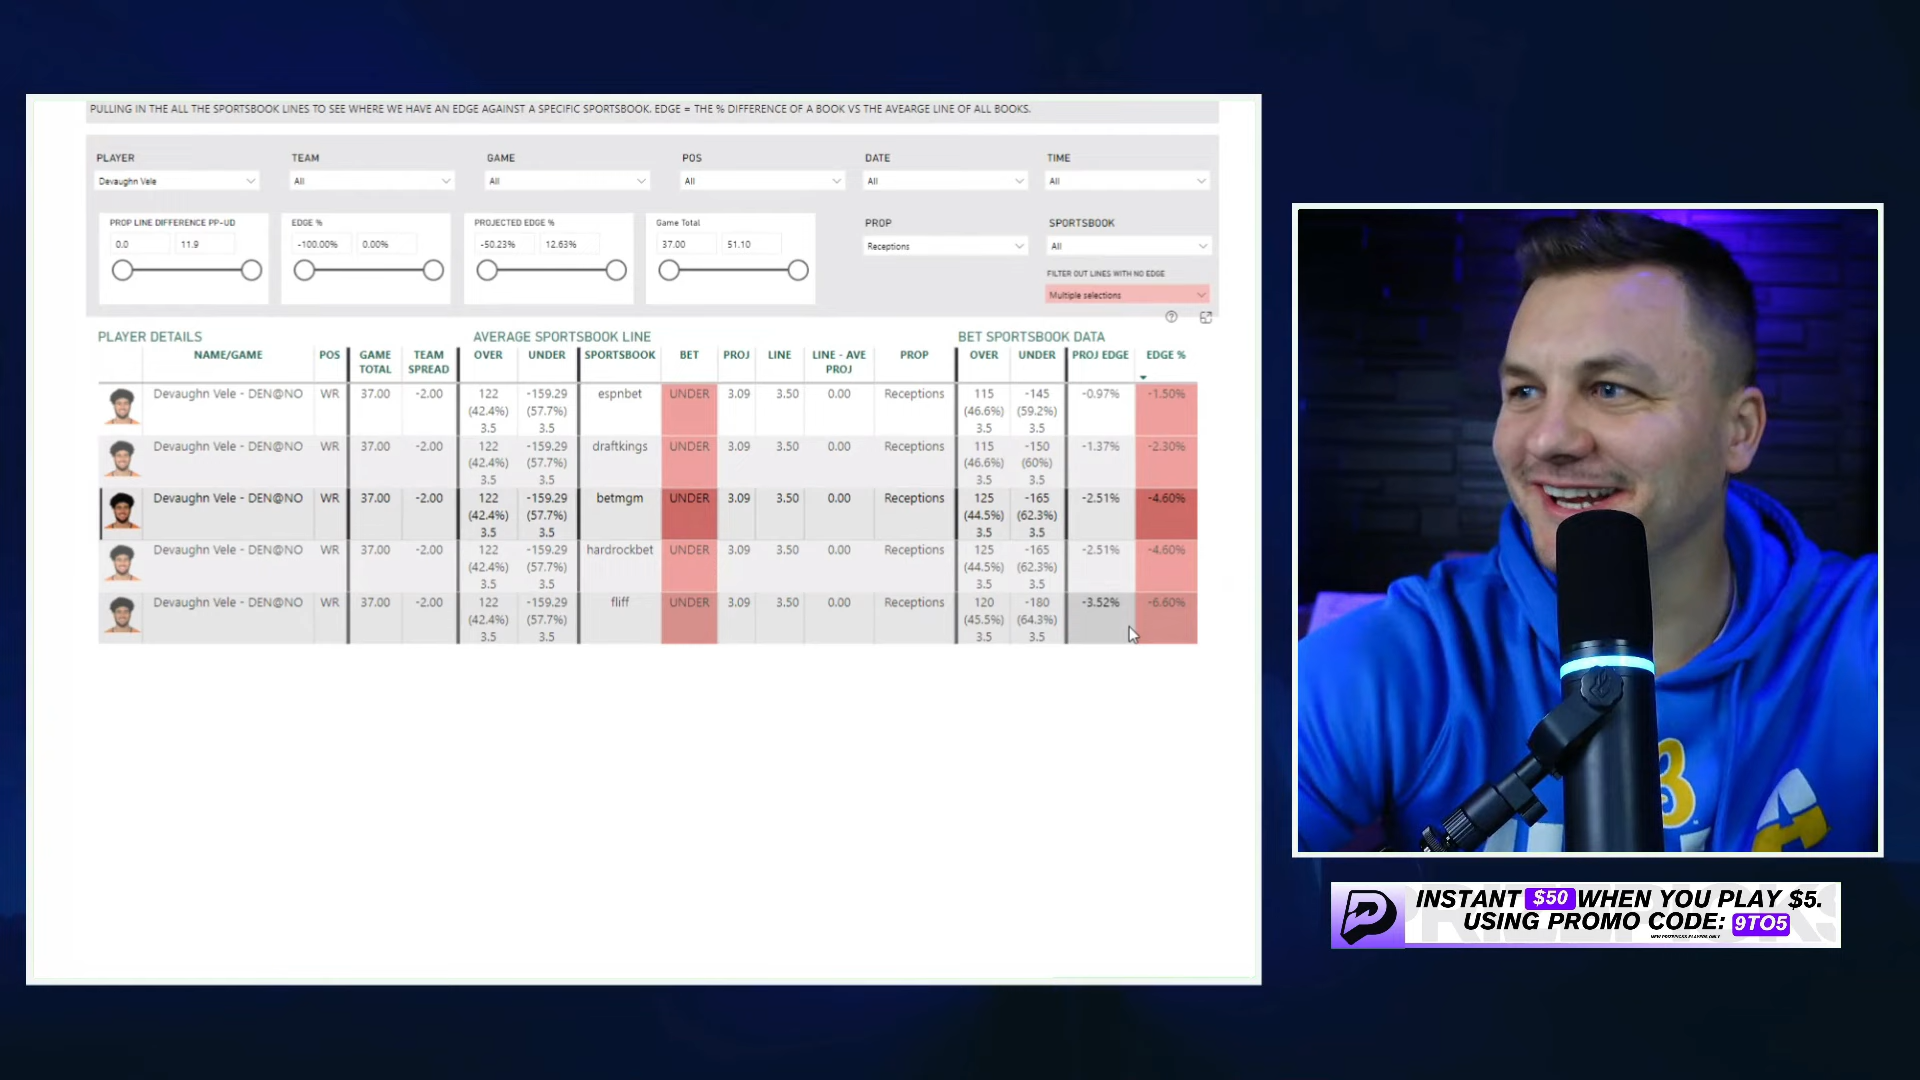 PULLING IN THE ALL THE SPORTSBOOK LINES TO SEE WHERE WE HAVE AN EDGE AGAINST A SPECIFIC SPORTSBOOK. EDGE = THE % DIFFERENCE OF A BOOK VS THE AVEARGE LINE OF ALL BOOKS.
PLAYER TEAM GAME POS DATE TIME
Devaughn Vele All All All All All
PROP LINE DIFFERENCE PP-UD EDGE % PROJECTED EDGE % Game Total PROP SPORTSBOOK
0.0 11.9 -100.00% 0.00% -50.23% 12.63% 37.00 51.10 Receptions All
FILTER OUT LINES WITH NO EDGE
Multiple selections
PLAYER DETAILS AVERAGE SPORTSBOOK LINE BET SPORTSBOOK DATA
NAME/GAME POS GAME TEAM OVER UNDER SPORTSBOOK BET PROJ LINE LINE - AVE PROP OVER UNDER PROJ EDGE EDGE %
TOTAL SPREAD PROJ
Devaughn Vele - DEN@NO WR 37.00 -2.00 122 -159.29 espnbet UNDER 3.09 3.50 0.00 Receptions 115 -145 -0.97% -1.50%
(42.4%) (57.7%) (46.6%) (59.2%)
3.5 3.5 3.5 3.5
Devaughn Vele - DEN@NO WR 37.00 -2.00 122 -159.29 draftkings UNDER 3.09 3.50 0.00 Receptions 115 -150 -1.37% -2.30%
(42.4%) (57.7%) (46.6%) (60%)
3.5 3.5 3.5 3.5
Devaughn Vele - DEN@NO WR 37.00 -2.00 122 -159.29 betmgm UNDER 3.09 3.50 0.00 Receptions 125 -165 -2.51% -4.60%
(42.4%) (57.7%) (44.5%) (62.3%)
3.5 3.5 3.5 3.5
Devaughn Vele - DEN@NO WR 37.00 -2.00 122 -159.29 hardrockbet UNDER 3.09 3.50 0.00 Receptions 125 -165 -2.51% -4.60%
(42.4%) (57.7%) (44.5%) (62.3%)
3.5 3.5 3.5 3.5
Devaughn Vele - DEN@NO WR 37.00 -2.00 122 -159.29 fliff UNDER 3.09 3.50 0.00 Receptions 120 -180 -3.52% -6.60%
(42.4%) (57.7%) (45.5%) (64.3%)
3.5 3.5 3.5 3.5
INSTANT $50 WHEN YOU PLAY $5.
USING PROMO CODE: 9TO5